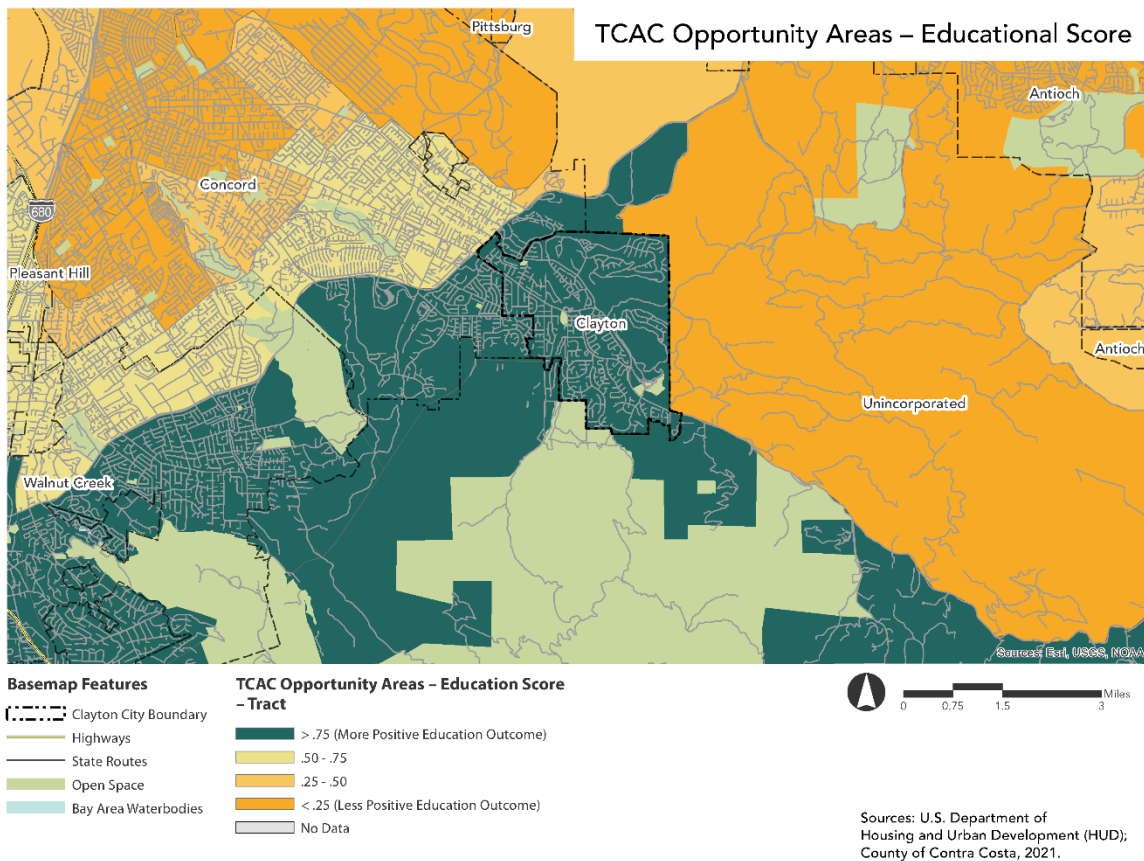 TCAC Opportunity Areas – Educational Score
Pittsburg
Antioch
Concord
680
Pleasant Hill
Clayton
Antioch
Unincorporated
Walnut Creek
Sources: Esri, USGS, NOAA
Basemap Features
Clayton City Boundary
Highways
State Routes
Open Space
Bay Area Waterbodies
TCAC Opportunity Areas – Education Score
– Tract
> .75 (More Positive Education Outcome)
.50 - .75
.25 - .50
< .25 (Less Positive Education Outcome)
No Data
Miles
0 0.75 1.5 3
Sources: U.S. Department of
Housing and Urban Development (HUD);
County of Contra Costa, 2021.